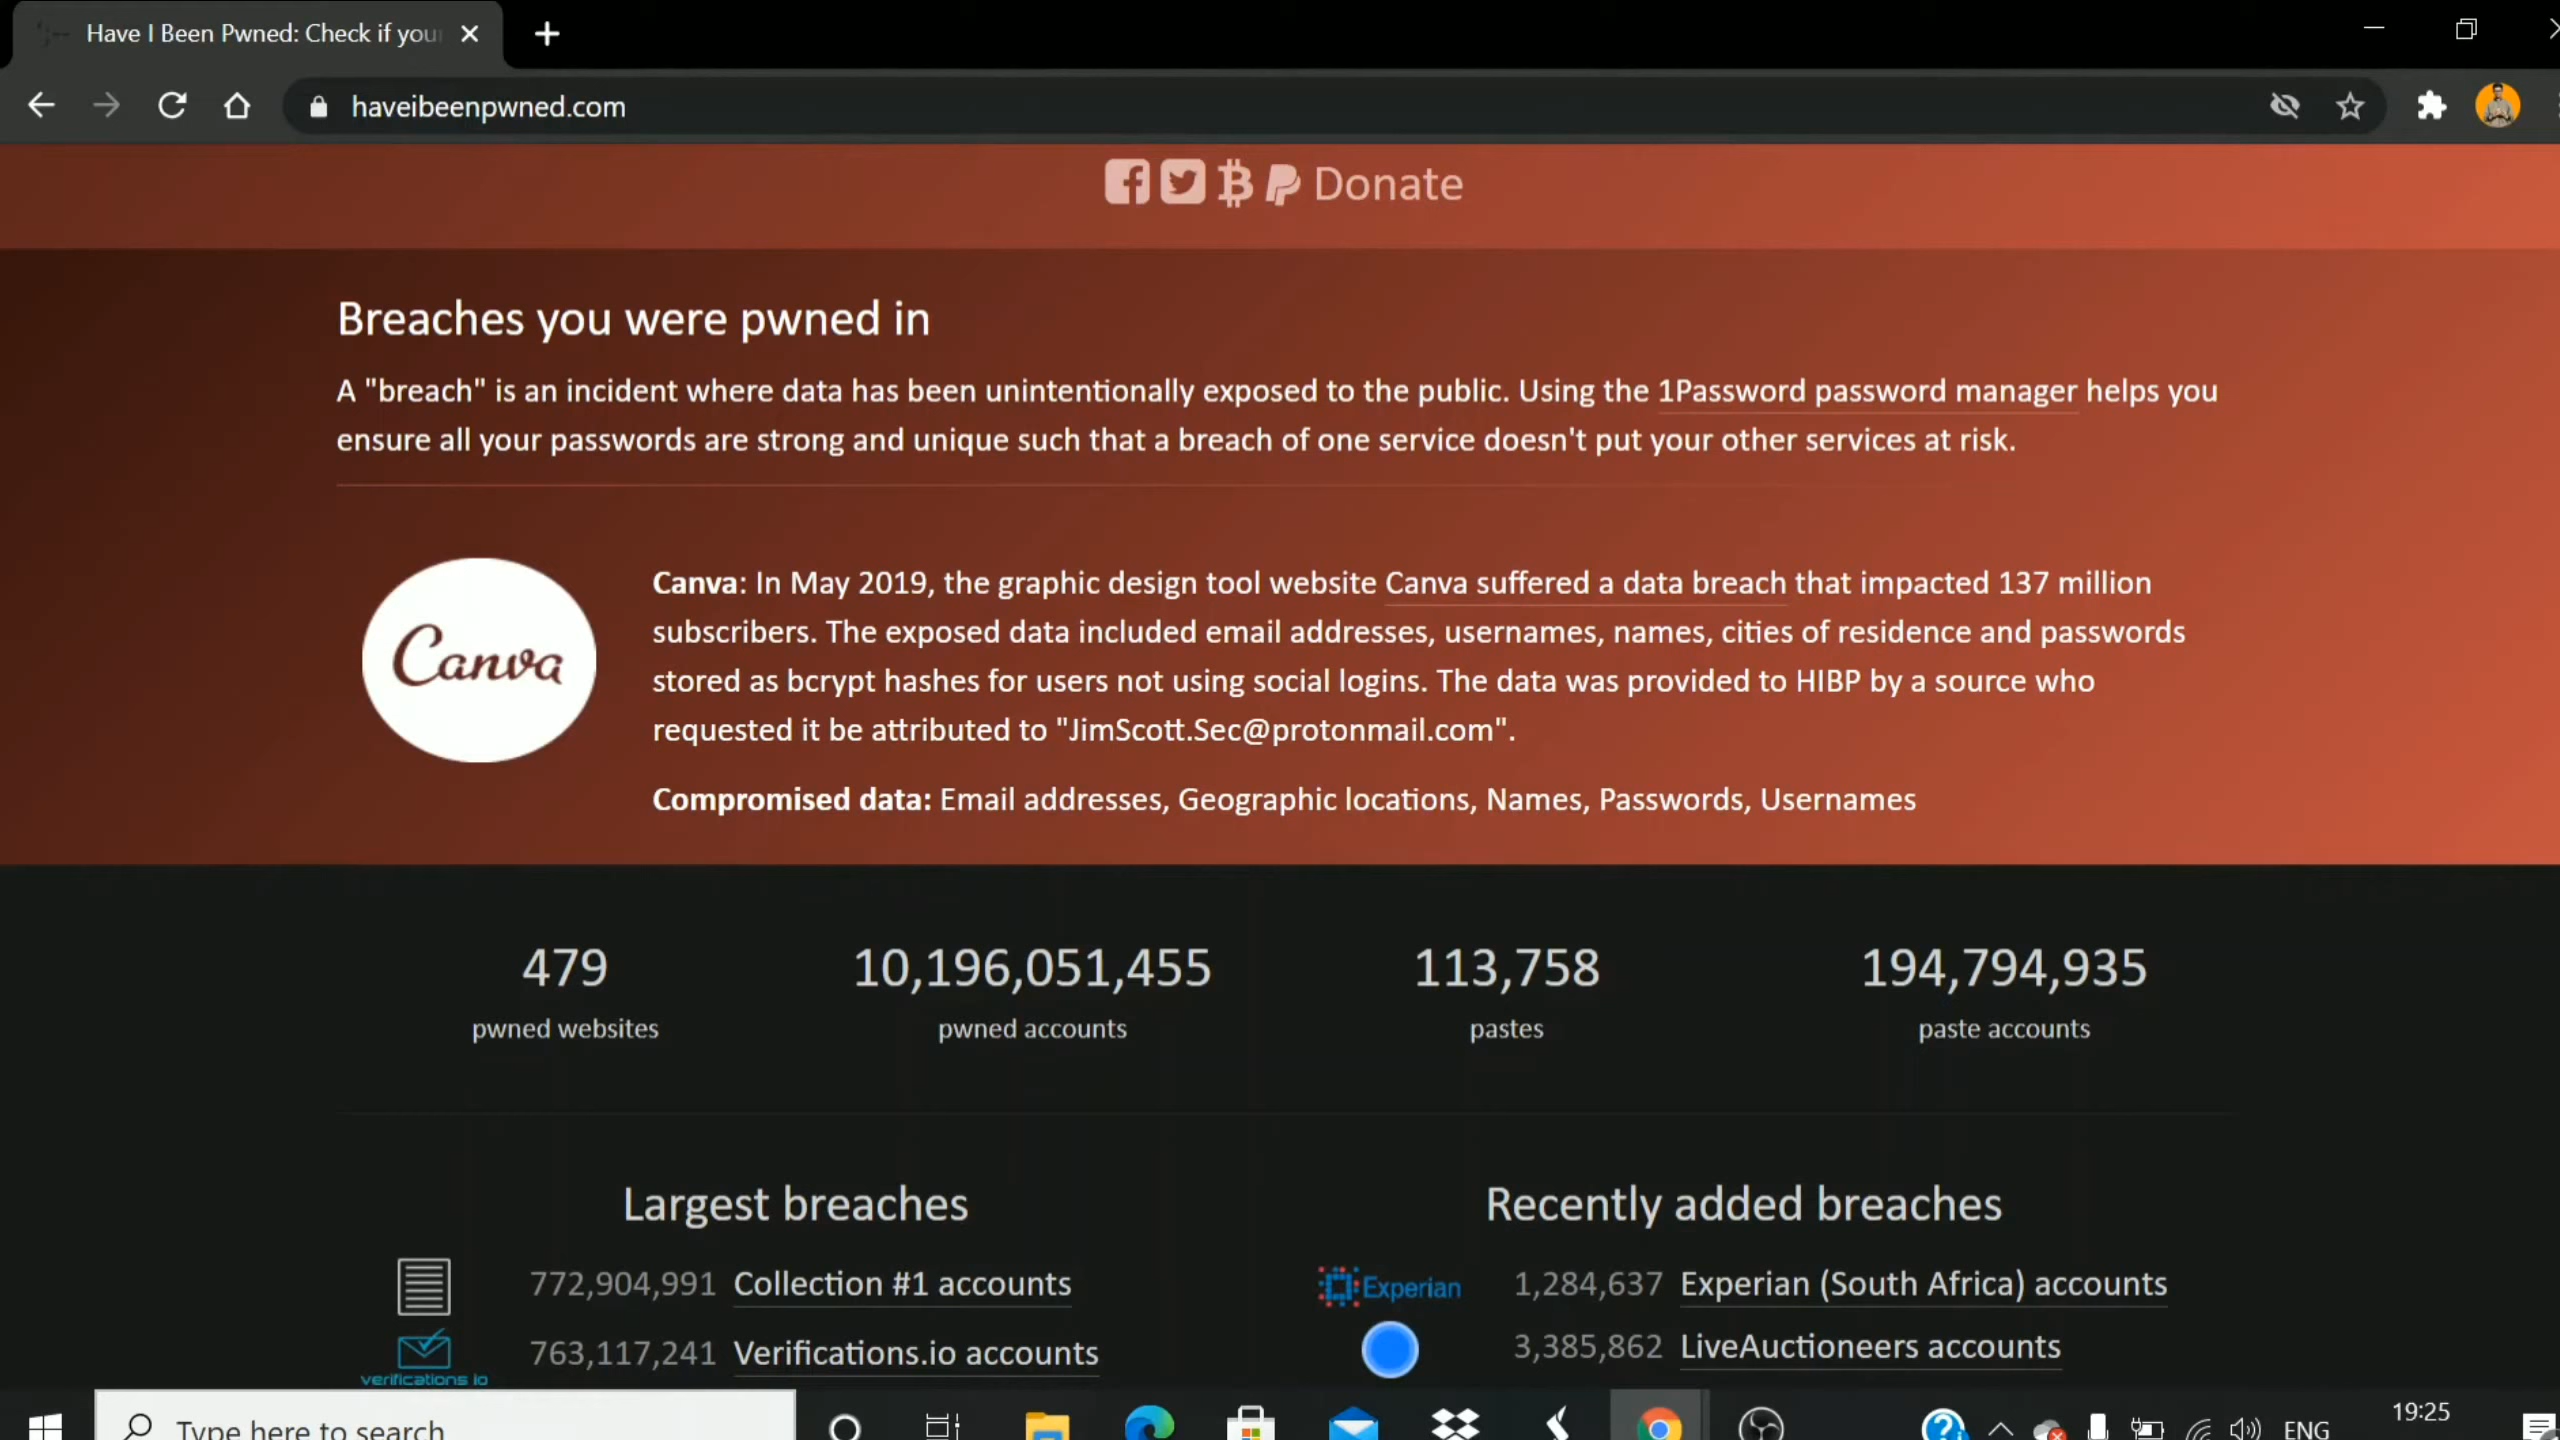 Have I Been Pwned: Check if you
haveibeenpwned.com
Donate
Breaches you were pwned in
A "breach" is an incident where data has been unintentionally exposed to the public. Using the 1Password password manager helps you
ensure all your passwords are strong and unique such that a breach of one service doesn't put your other services at risk.
Canva
Canva: In May 2019, the graphic design tool website Canva suffered a data breach that impacted 137 million
subscribers. The exposed data included email addresses, usernames, names, cities of residence and passwords
stored as bcrypt hashes for users not using social logins. The data was provided to HIBP by a source who
requested it be attributed to "JimScott.Sec@protonmail.com".
Compromised data: Email addresses, Geographic locations, Names, Passwords, Usernames
479
pwned websites
10,196,051,455
pwned accounts
113,758
pastes
194,794,935
paste accounts
Largest breaches
772,904,991 Collection #1 accounts
verifications io
763,117,241 Verifications.io accounts
Recently added breaches
Experian
1,284,637 Experian (South Africa) accounts
3,385,862 LiveAuctioneers accounts
Type here to search
ENG
19:25